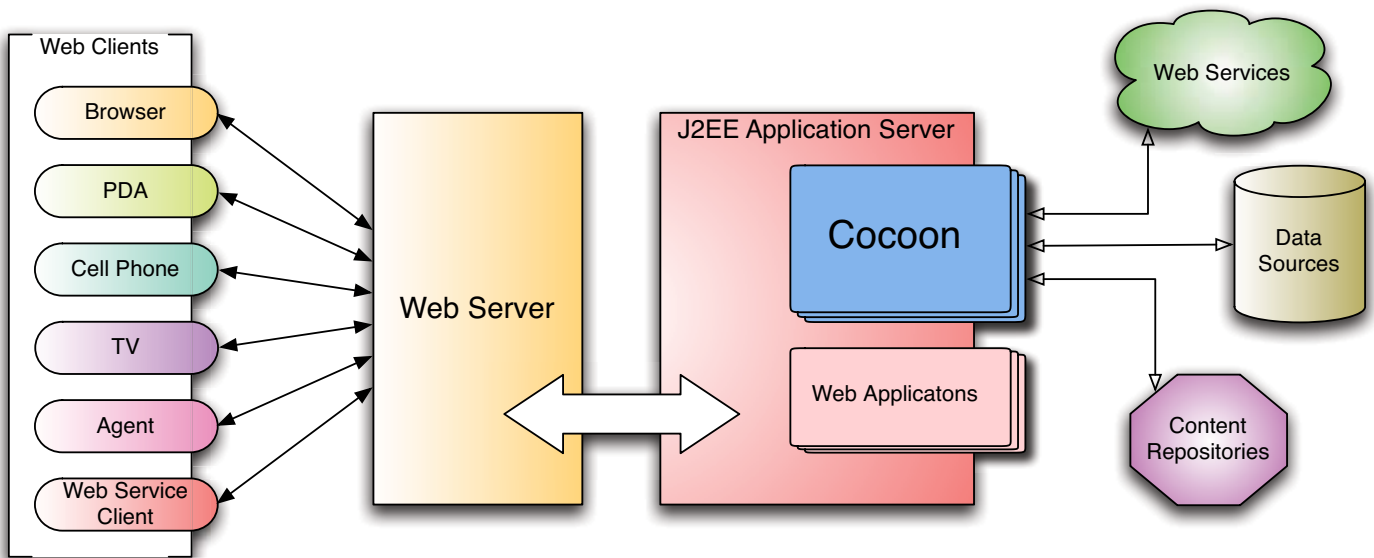 Web Clients
Browser
PDA
Cell Phone
TV
Agent
Web Service
Client
Web Server
J2EE Application Server
Cocoon
Web Applicatons
Web Services
Data
Sources
Content
Repositories